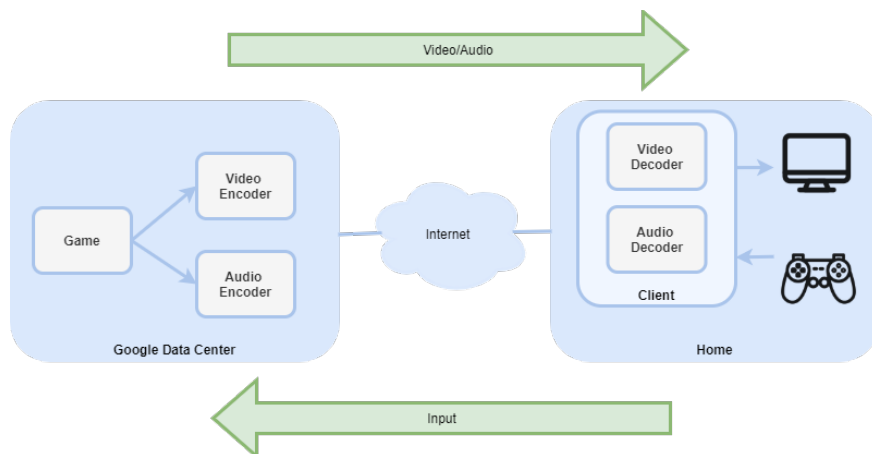 Video/Audio
Video
Encoder
Game
Audio
Encoder
Google Data Center
Internet
Video
Decoder
Audio
Decoder
Client
Home
Input